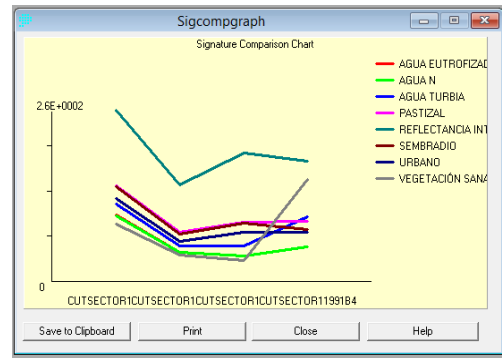 Sigcompgraph
Signature Comparison Chart
2.6E+0002
0
AGUA EUTROFIZAD
AGUA N
AGUA TURBIA
PASTIZAL
REFLECTANCIA INT
SEMBRADIO
URBANO
VEGETACIÓN SANA
CUTSECTOR1CUTSECTOR1CUTSECTOR1CUTSECTOR11991B4
Save to Clipboard
Print
Close
Help